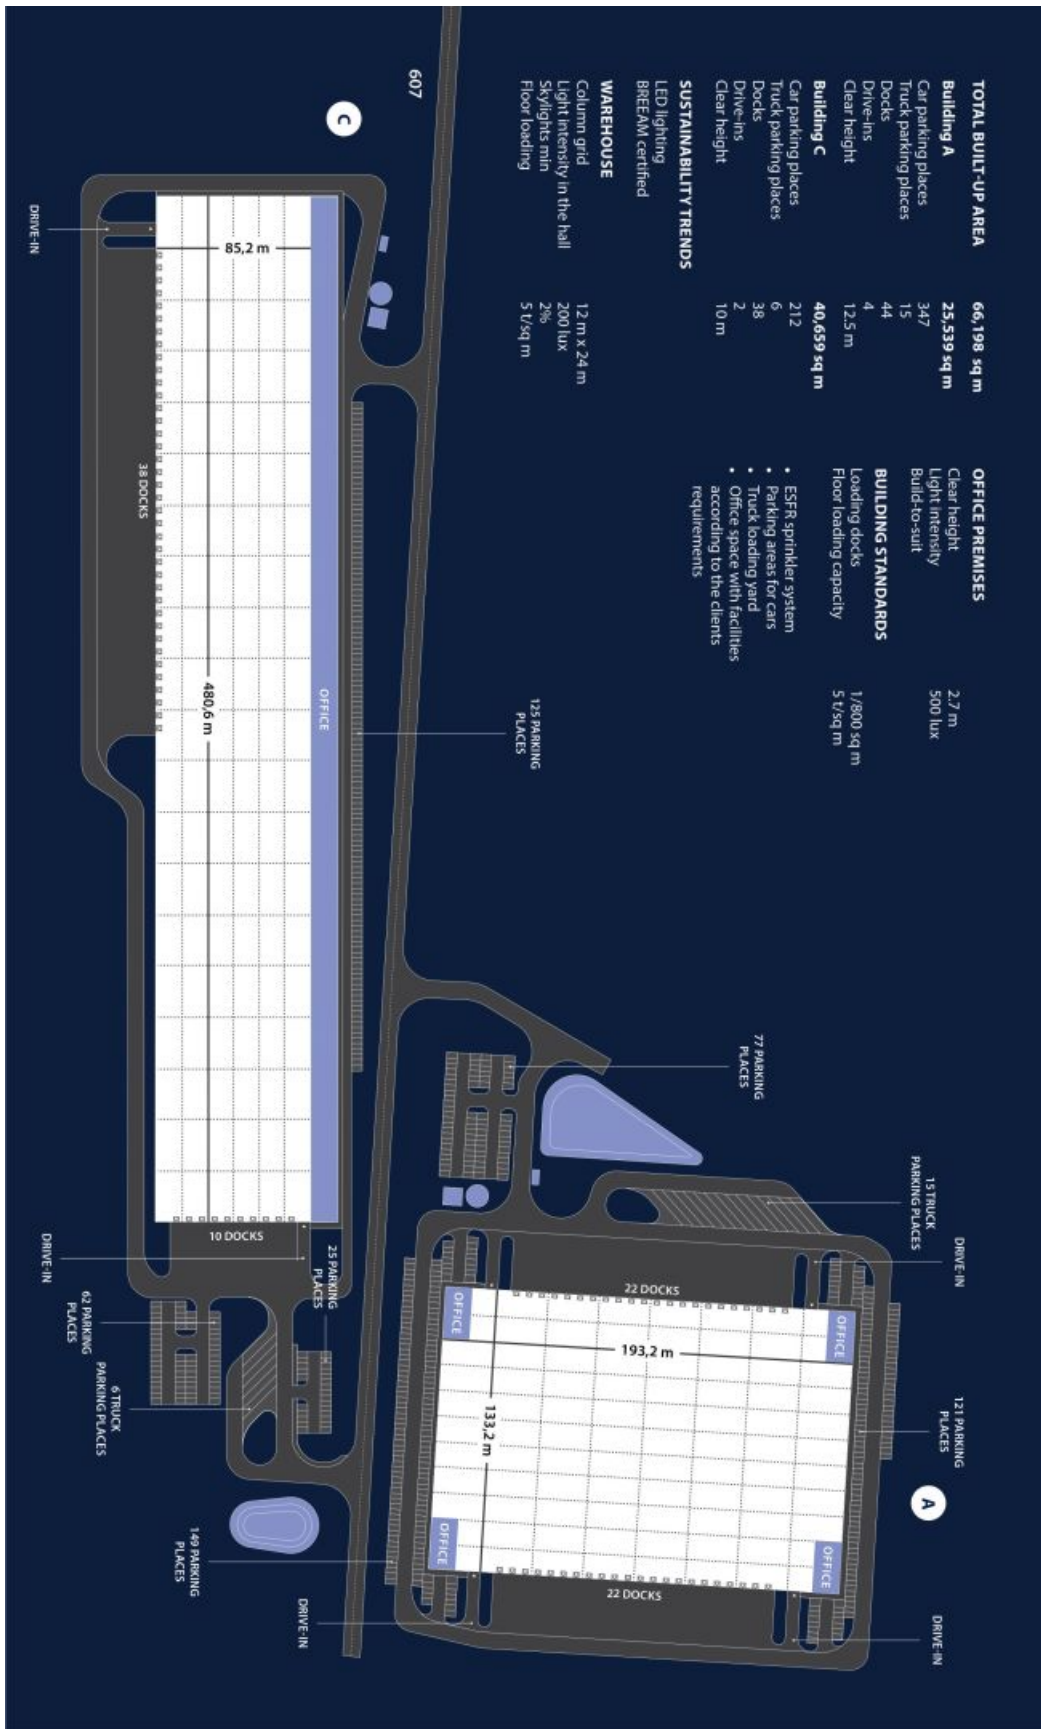 TOTAL BUILT-UP AREA 66,198 sq m
Building A 25,539 sq m
Car parking places 347
Truck parking places 15
Docks 44
Drive-ins 4
Clear height 12.5 m
Building C 40,659 sq m
Car parking places 212
Truck parking places 6
Docks 38
Drive-ins 2
Clear height 10 m
SUSTAINABILITY TRENDS
LED lighting
BREEAM certified
WAREHOUSE
Column grid 12 m x 24 m
Light intensity in the hall 200 lux
Skylights min 2%
Floor loading 5 t/sq m
OFFICE PREMISES
Clear height 2.7 m
Light intensity 500 lux
Build-to-suit
BUILDING STANDARDS
Loading docks 1/800 sq m
Floor loading capacity 5 t/sq m
• ESFR sprinkler system
• Parking areas for cars
• Truck loading yard
• Office space with facilities
according to the clients
requirements
607
C
DRIVE-IN
85,2 m
38 DOCKS
480,6 m
OFFICE
125 PARKING
PLACES
10 DOCKS
DRIVE-IN
25 PARKING
PLACES
62 PARKING
PLACES
6 TRUCK
PARKING PLACES
77 PARKING
PLACES
15 TRUCK
PARKING PLACES
DRIVE-IN
22 DOCKS
OFFICE
OFFICE
193,2 m
133,2 m
121 PARKING
PLACES
A
OFFICE
OFFICE
22 DOCKS
149 PARKING
PLACES
DRIVE-IN
DRIVE-IN